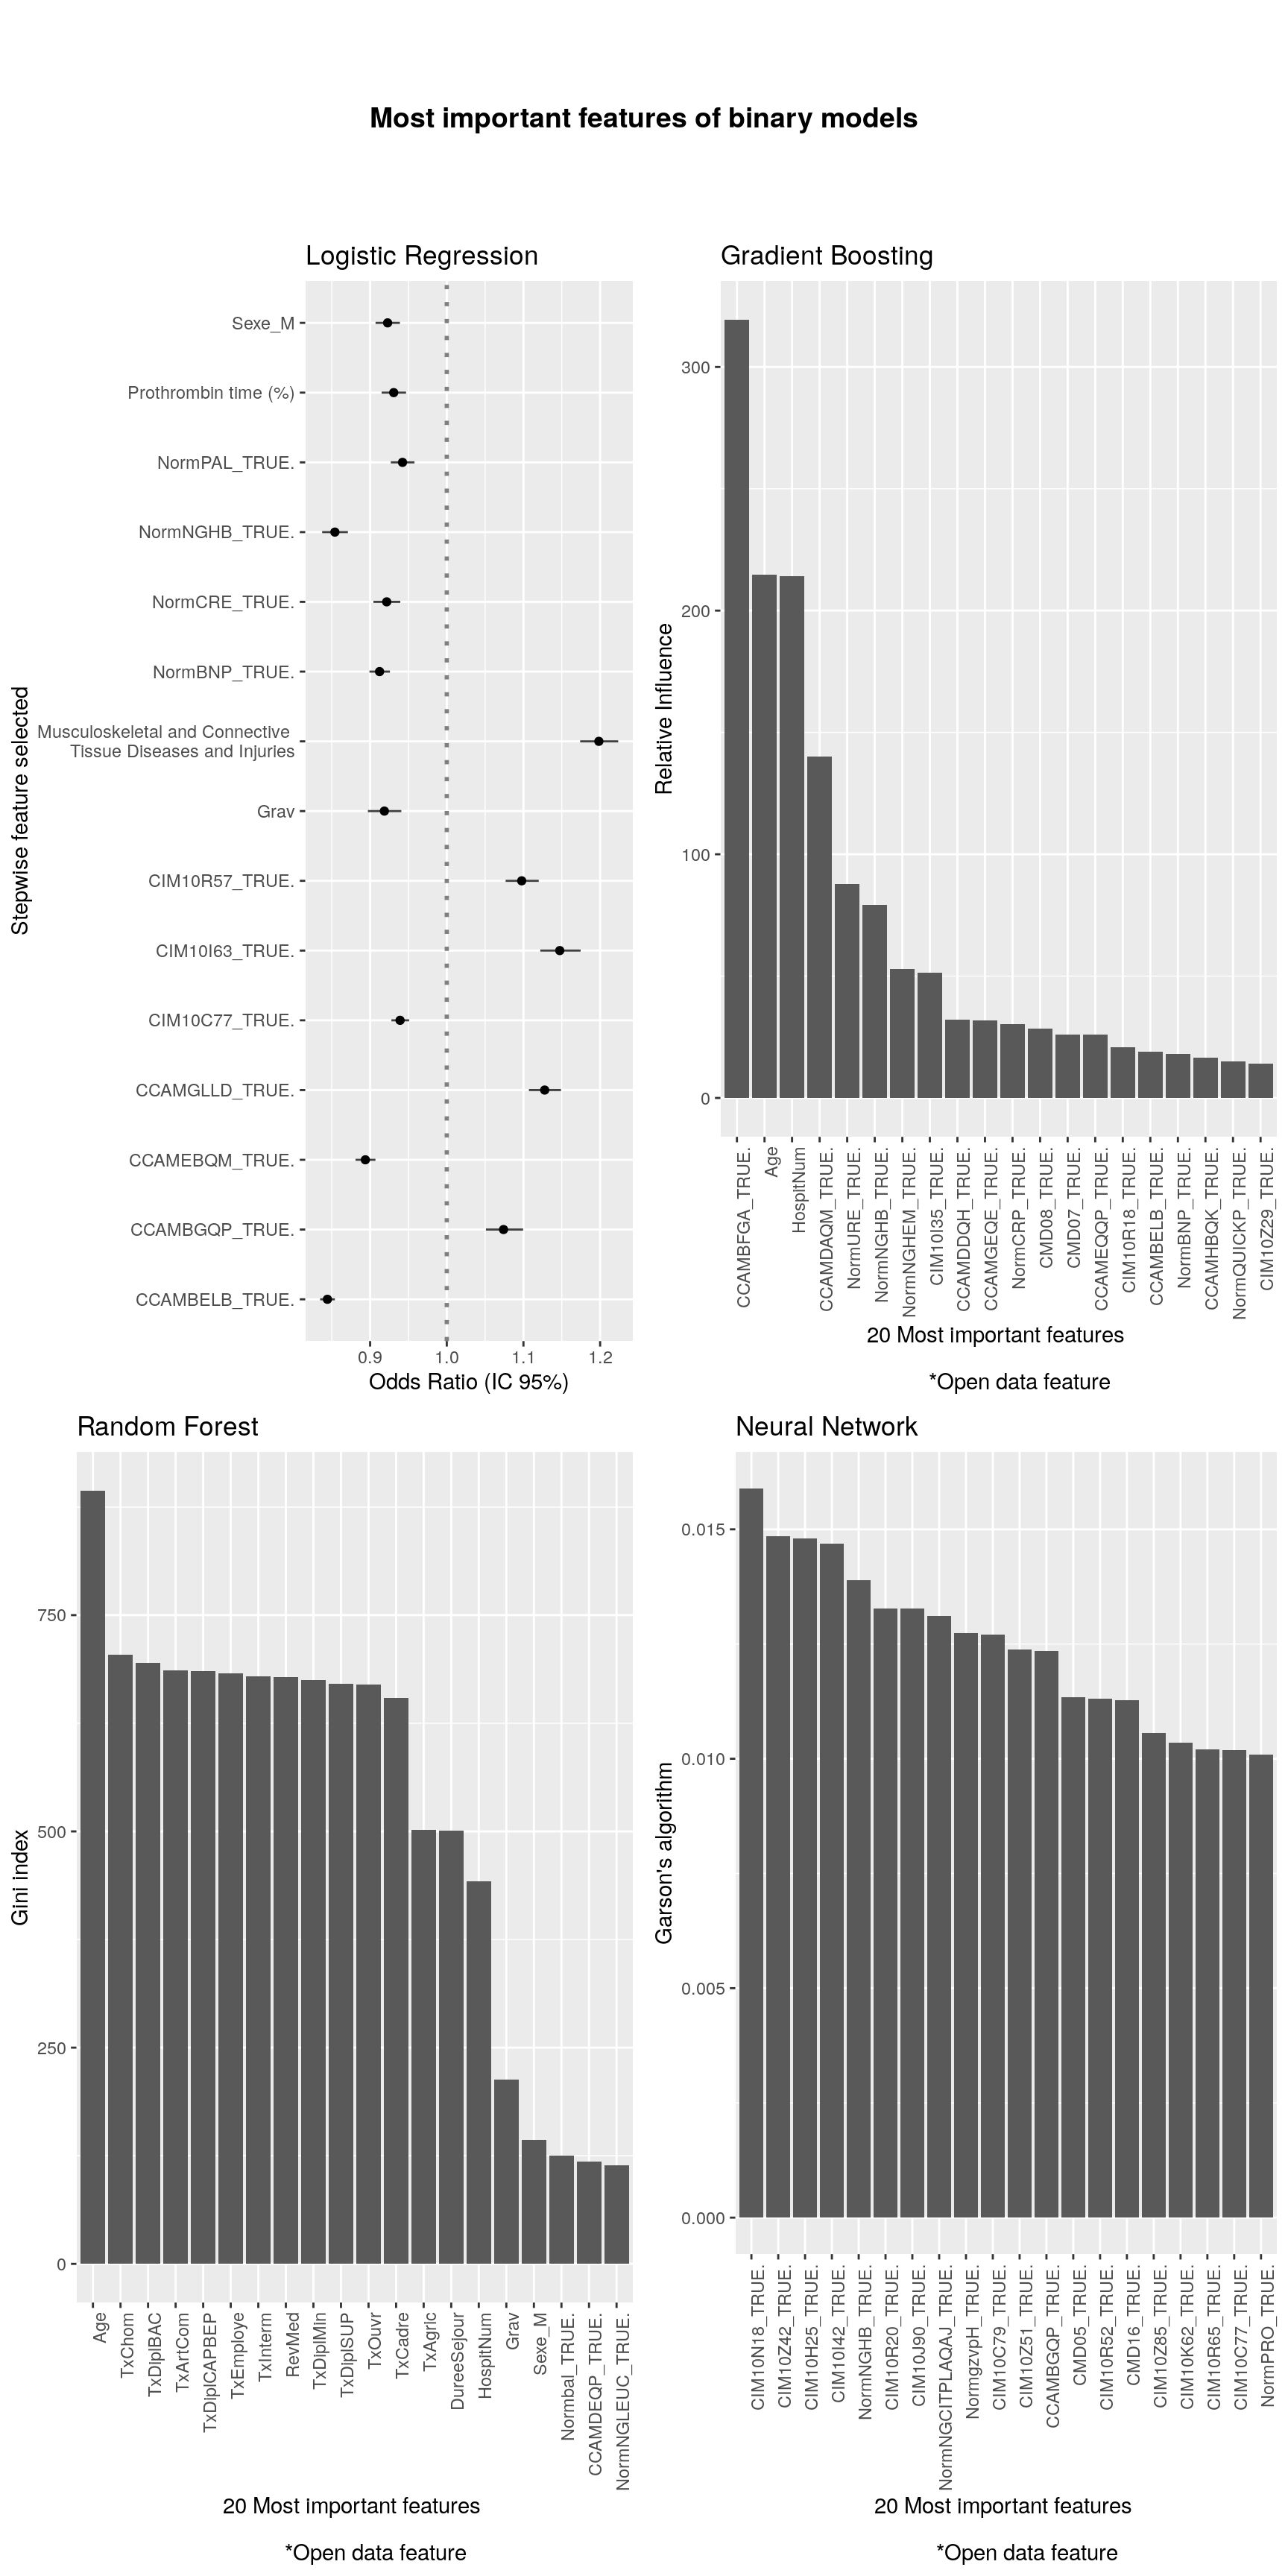 Most important features of binary models
Logistic Regression
Stepwise feature selected
Sexe_M
Prothrombin time (%)
NormPAL_TRUE.
NormNGHB_TRUE.
NormCRE_TRUE.
NormBNP_TRUE.
Musculoskeletal and Connective
Tissue Diseases and Injuries
Grav
CIM10R57_TRUE.
CIM10I63_TRUE.
CIM10C77_TRUE.
CCAMGLLD_TRUE.
CCAMEBQM_TRUE.
CCAMBGQP_TRUE.
CCAMBELB_TRUE.
0.9
1.0
1.1
1.2
Odds Ratio (IC 95%)
Gradient Boosting
Relative Influence
300
200
100
0
CCAMBFGA_TRUE.
Age
HospitNum
CCAMDAQM_TRUE.
NormURE_TRUE.
NormNGHB_TRUE.
NormNGHEM_TRUE.
CIM10I35_TRUE.
CCAMDDQH_TRUE.
CCAMGEQE_TRUE.
NormCRP_TRUE.
CMD08_TRUE.
CMD07_TRUE.
CCAMEQQP_TRUE.
CIM10R18_TRUE.
CCAMBELB_TRUE.
NormBNP_TRUE.
CCAMHBQK_TRUE.
NormQUICKP_TRUE.
CIM10Z29_TRUE.
20 Most important features
*Open data feature
Random Forest
Gini index
750
500
250
0
Age
TxChom
TxDiplBAC
TxArtCom
TxDiplCAPBEP
TxEmploye
TxInterm
RevMed
TxDiplMin
TxDiplSUP
TxOuvr
TxCadre
TxAgric
DureeSejour
HospitNum
Grav
Sexe_M
Normbal_TRUE.
CCAMDEQP_TRUE.
NormNGLEUC_TRUE.
20 Most important features
*Open data feature
Neural Network
Garson's algorithm
0.015
0.010
0.005
0.000
CIM10N18_TRUE.
CIM10Z42_TRUE.
CIM10H25_TRUE.
CIM10I42_TRUE.
NormNGHB_TRUE.
CIM10R20_TRUE.
CIM10J90_TRUE.
NormNGCITPLAQAJ_TRUE.
NormgzvpH_TRUE.
CIM10C79_TRUE.
CIM10Z51_TRUE.
CCAMBGQP_TRUE.
CMD05_TRUE.
CIM10R52_TRUE.
CMD16_TRUE.
CIM10Z85_TRUE.
CIM10K62_TRUE.
CIM10R65_TRUE.
CIM10C77_TRUE.
NormPRO_TRUE.
20 Most important features
*Open data feature